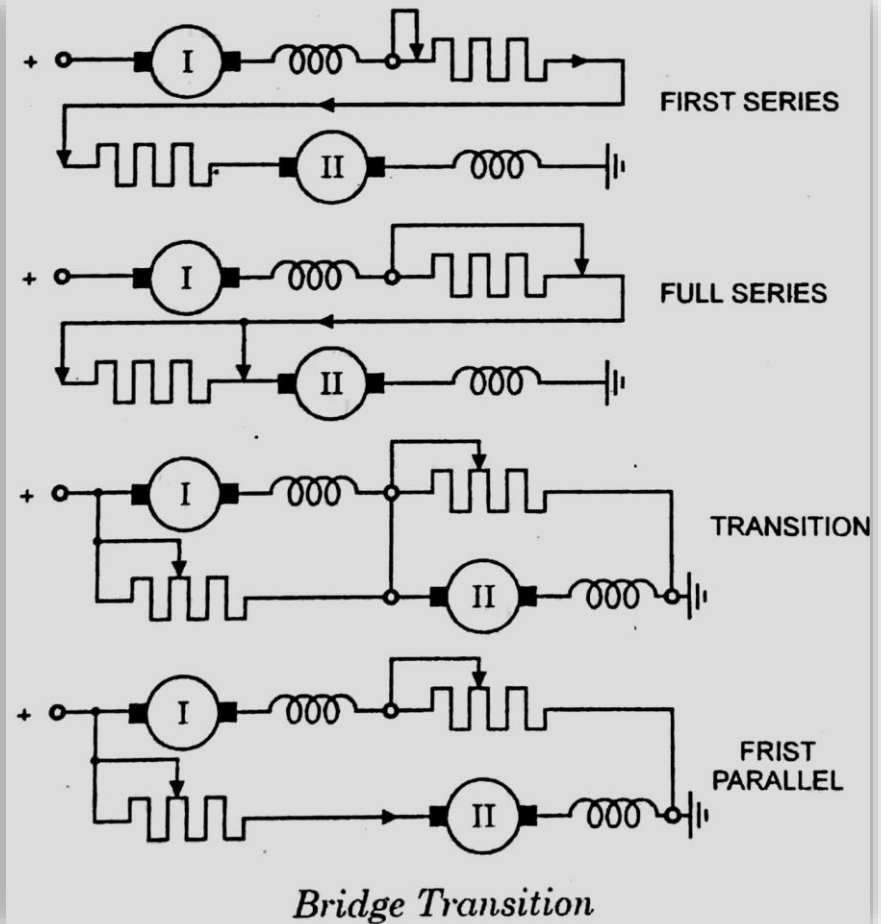 + I
FIRST SERIES
II
+ I
FULL SERIES
II
+ I
TRANSITION
II
+ I
FRIST
PARALLEL
II
Bridge Transition